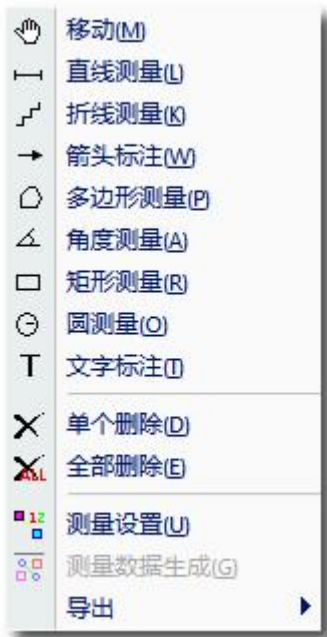 移动(M)
直线测量(L)
折线测量(K)
箭头标注(W)
多边形测量(P)
角度测量(A)
矩形测量(R)
圆测量(O)
T 文字标注(T)
单个删除(D)
ALL 全部删除(E)
12 测量设置(U)
测量数据生成(G)
导出